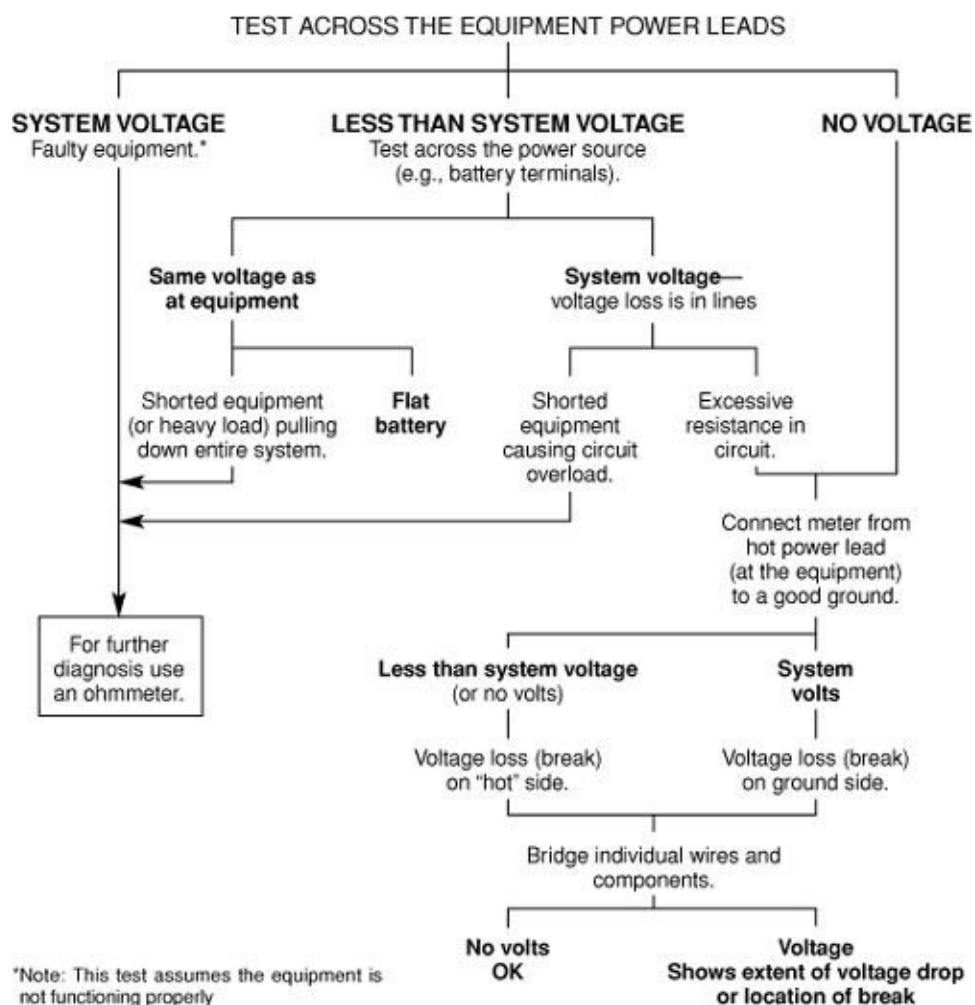 TEST ACROSS THE EQUIPMENT POWER LEADS
SYSTEM VOLTAGE
Faulty equipment.*
LESS THAN SYSTEM VOLTAGE
Test across the power source
(e.g., battery terminals).
NO VOLTAGE
Same voltage as
at equipment
System voltage—
voltage loss is in lines
Shorted equipment
(or heavy load) pulling
down entire system.
Flat
battery
Shorted
equipment
causing circuit
overload.
Excessive
resistance in
circuit.
Connect meter from
hot power lead
(at the equipment)
to a good ground.
For further
diagnosis use
an ohmmeter.
Less than system voltage
(or no volts)
System
volts
Voltage loss (break)
on “hot” side.
Voltage loss (break)
on ground side.
Bridge individual wires and
components.
No volts
OK
Voltage
Shows extent of voltage drop
or location of break
*Note: This test assumes the equipment is
not functioning properly